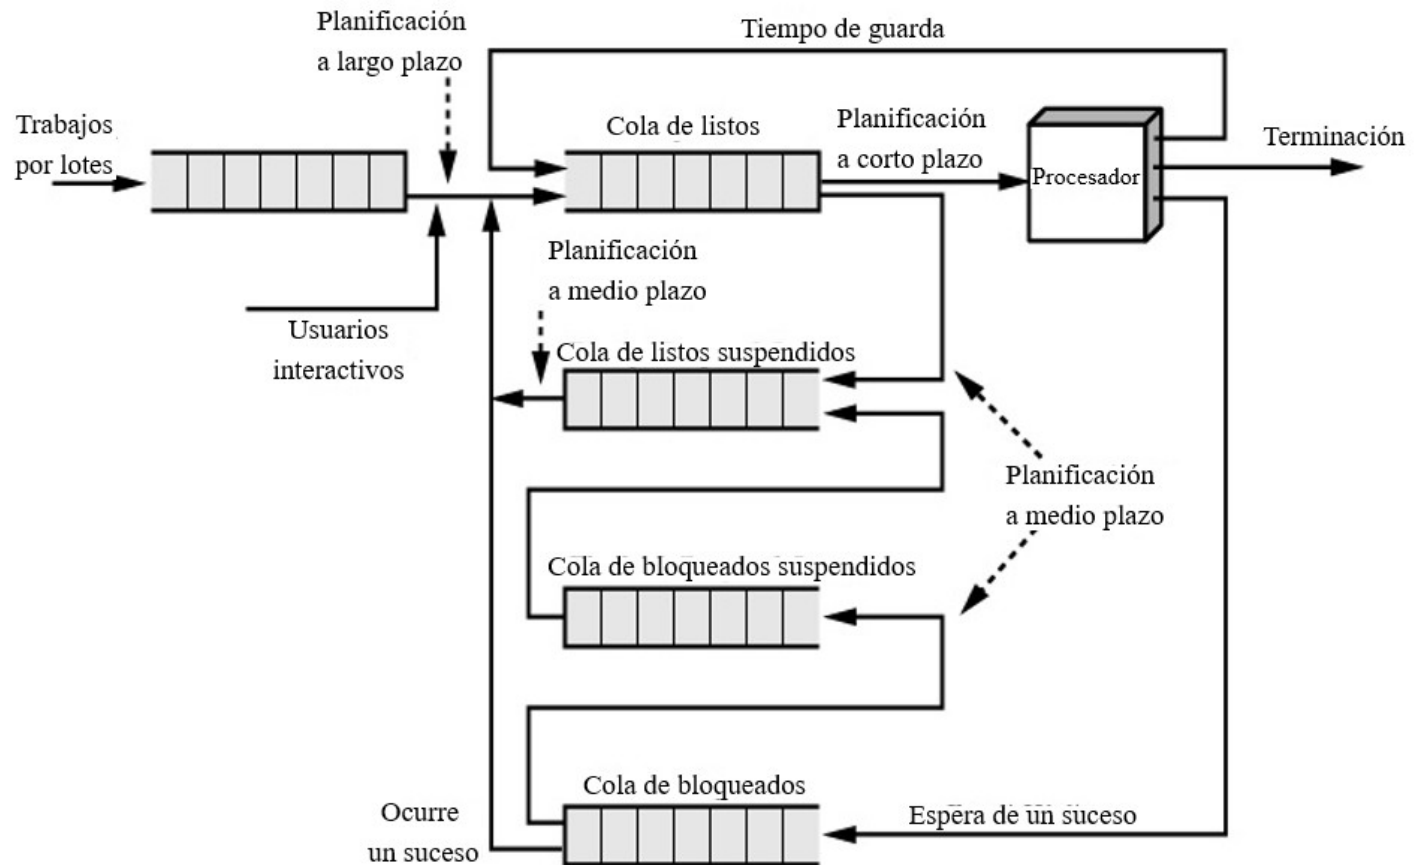 Planificación
a largo plazo
Tiempo de guarda
Trabajos
por lotes
Cola de listos
Planificación
a corto plazo
Procesador
Terminación
Usuarios
interactivos
Planificación
a medio plazo
Cola de listos suspendidos
Planificación
a medio plazo
Cola de bloqueados suspendidos
Cola de bloqueados
Ocurre
un suceso
Espera de un suceso